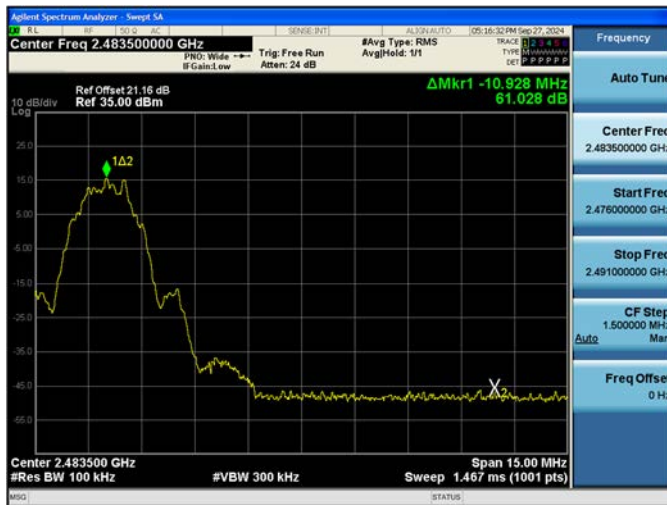 Agilent Spectrum Analyzer - Swept SA
RL RF 50 Ω AC SENSE:INT ALIGN AUTO 05:16:32 PM Sep 27, 2024
Center Freq 2.483500000 GHz
PNO: Wide
IFGain:Low
Trig: Free Run
Atten: 24 dB
#Avg Type: RMS
Avg|Hold: 1/1
TRACE 1 2 3 4 5 6
TYPE M W W W W W
DET P P P P P P
ΔMkr1 -10.928 MHz
61.028 dB
Ref Offset 21.16 dB
10 dB/div Ref 35.00 dBm
Log
1Δ2
25.0
15.0
5.00
-5.00
-15.0
-25.0
-35.0
-45.0
-55.0
X2
Center 2.483500 GHz Span 15.00 MHz
#Res BW 100 kHz #VBW 300 kHz Sweep 1.467 ms (1001 pts)
MSG STATUS
Frequency
Auto Tune
Center Freq
2.483500000 GHz
Start Freq
2.476000000 GHz
Stop Freq
2.491000000 GHz
CF Step
1.500000 MHz
Auto Man
Freq Offset
0 Hz